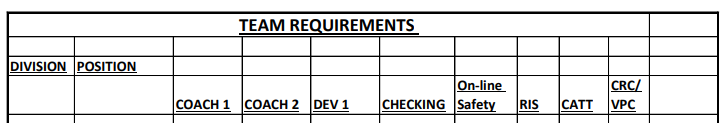 TEAM REQUIREMENTS
DIVISION POSITION
On-line CRC/
COACH 1 COACH 2 DEV 1 CHECKING Safety RIS CATT VPC